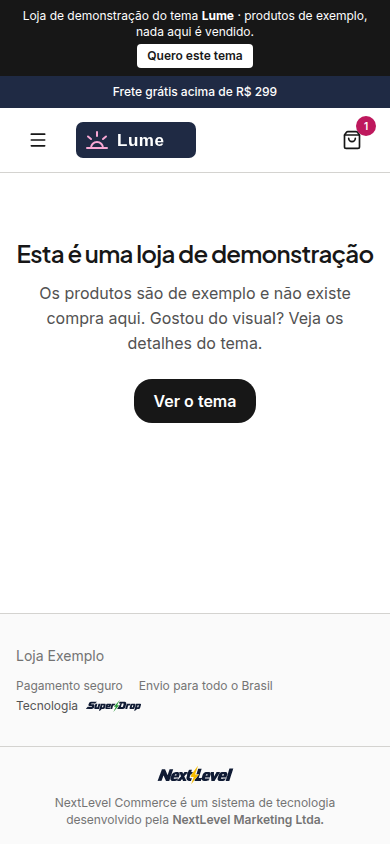 Loja de demonstração do tema Lume · produtos de exemplo,
nada aqui é vendido.
Quero este tema
Frete grátis acima de R$ 299
Lume
1
Esta é uma loja de demonstração
Os produtos são de exemplo e não existe
compra aqui. Gostou do visual? Veja os
detalhes do tema.
Ver o tema
Loja Exemplo
Pagamento seguro Envio para todo o Brasil
Tecnologia SuperDrop
NextLevel
NextLevel Commerce é um sistema de tecnologia
desenvolvido pela NextLevel Marketing Ltda.